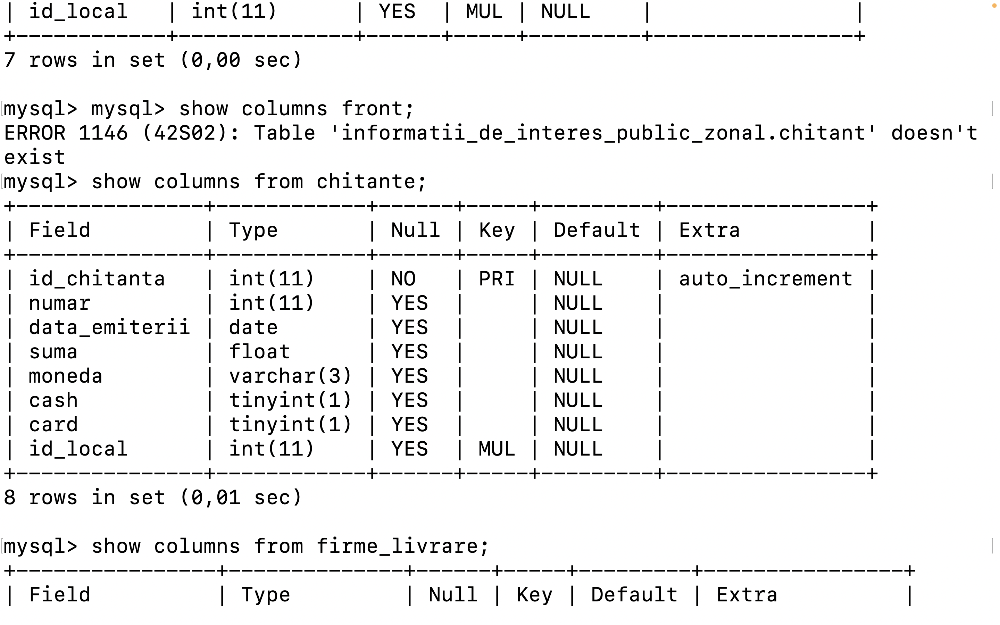 | id_local   | int(11)      | YES  | MUL | NULL    |                |
+------------+--------------+------+-----+---------+----------------+
7 rows in set (0,00 sec)
mysql> mysql> show columns front;
ERROR 1146 (42S02): Table 'informatii_de_interes_public_zonal.chitant' doesn't
exist
mysql> show columns from chitante;
+---------------+------------+------+-----+---------+----------------+
| Field         | Type       | Null | Key | Default | Extra          |
+---------------+------------+------+-----+---------+----------------+
| id_chitanta   | int(11)    | NO   | PRI | NULL    | auto_increment |
| numar         | int(11)    | YES  |     | NULL    |                |
| data_emiterii | date       | YES  |     | NULL    |                |
| suma          | float      | YES  |     | NULL    |                |
| moneda        | varchar(3) | YES  |     | NULL    |                |
| cash          | tinyint(1) | YES  |     | NULL    |                |
| card          | tinyint(1) | YES  |     | NULL    |                |
| id_local      | int(11)    | YES  | MUL | NULL    |                |
+---------------+------------+------+-----+---------+----------------+
8 rows in set (0,01 sec)
mysql> show columns from firme_livrare;
+----------------+--------------+------+-----+---------+----------------+
| Field          | Type         | Null | Key | Default | Extra          |